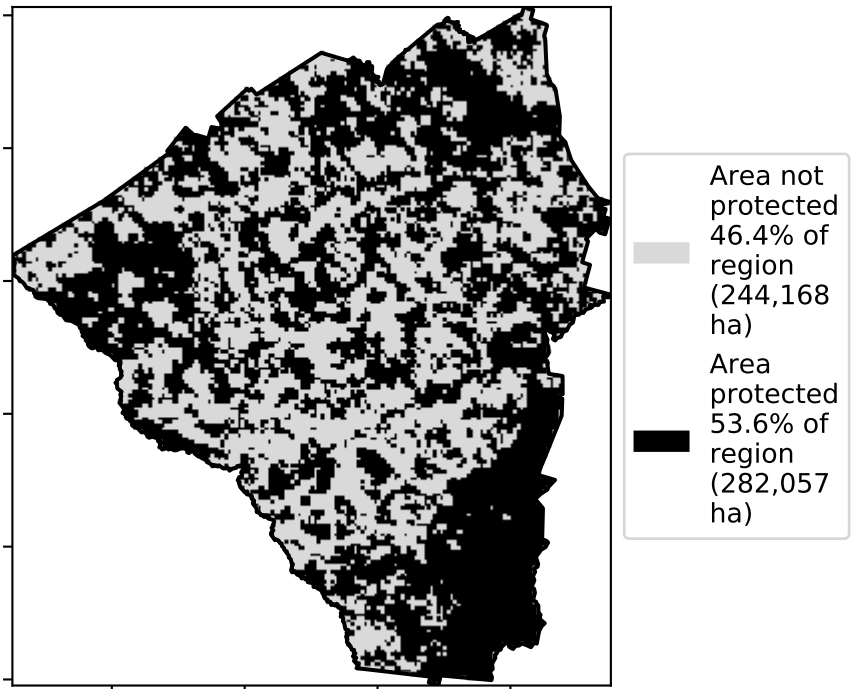 Area not
protected
46.4% of
region
(244,168
ha)
Area
protected
53.6% of
region
(282,057
ha)